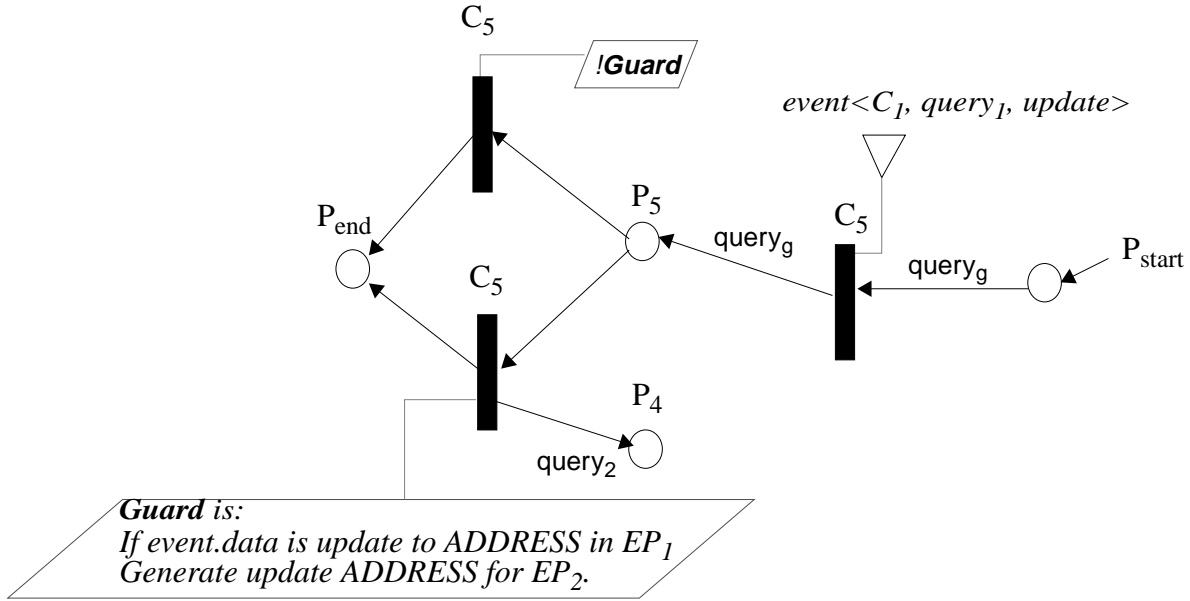 C5
!Guard
event<C1, query1, update>
P5
C5
Pend
queryg
queryg
Pstart
C5
P4
query2
Guard is:
If event.data is update to ADDRESS in EP1
Generate update ADDRESS for EP2.